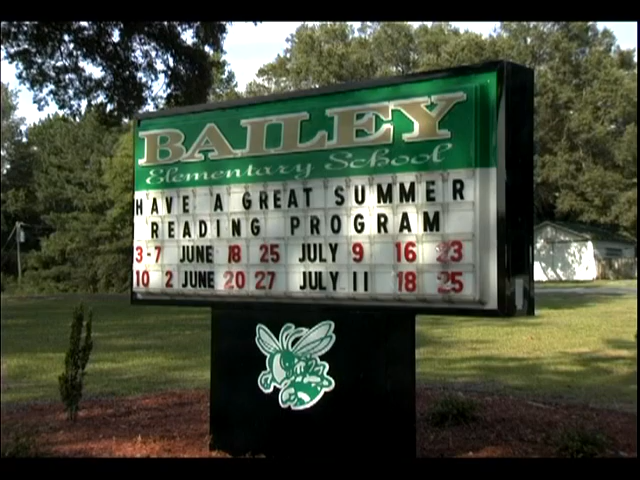 BAILEY
Elementary School
HAVE A GREAT SUMMER
READING PROGRAM
3-7 JUNE 18 25 JULY 9 16 23
10 2 JUNE 20 27 JULY 11 18 25